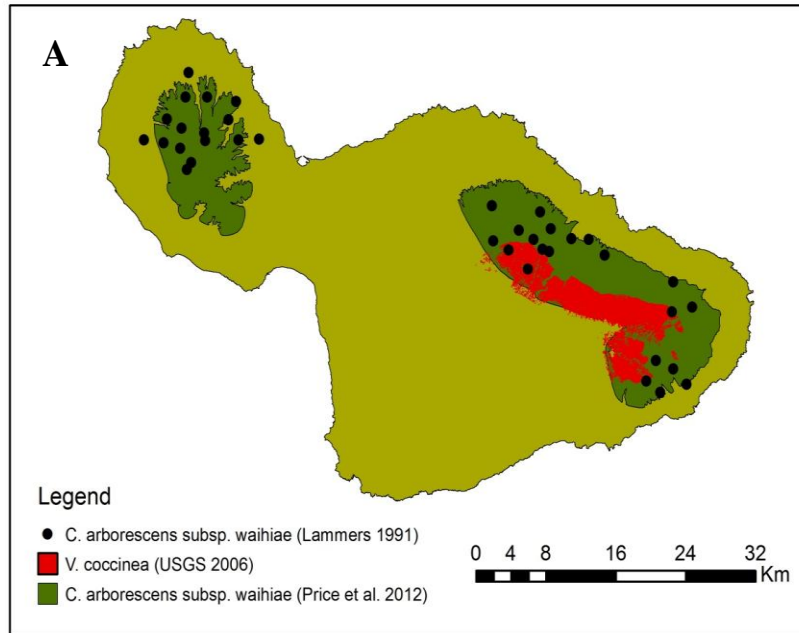 A
Legend
C. arborescens subsp. waihiae (Lammers 1991)
V. coccinea (USGS 2006)
C. arborescens subsp. waihiae (Price et al. 2012)
0 4 8 16 24 32
Km